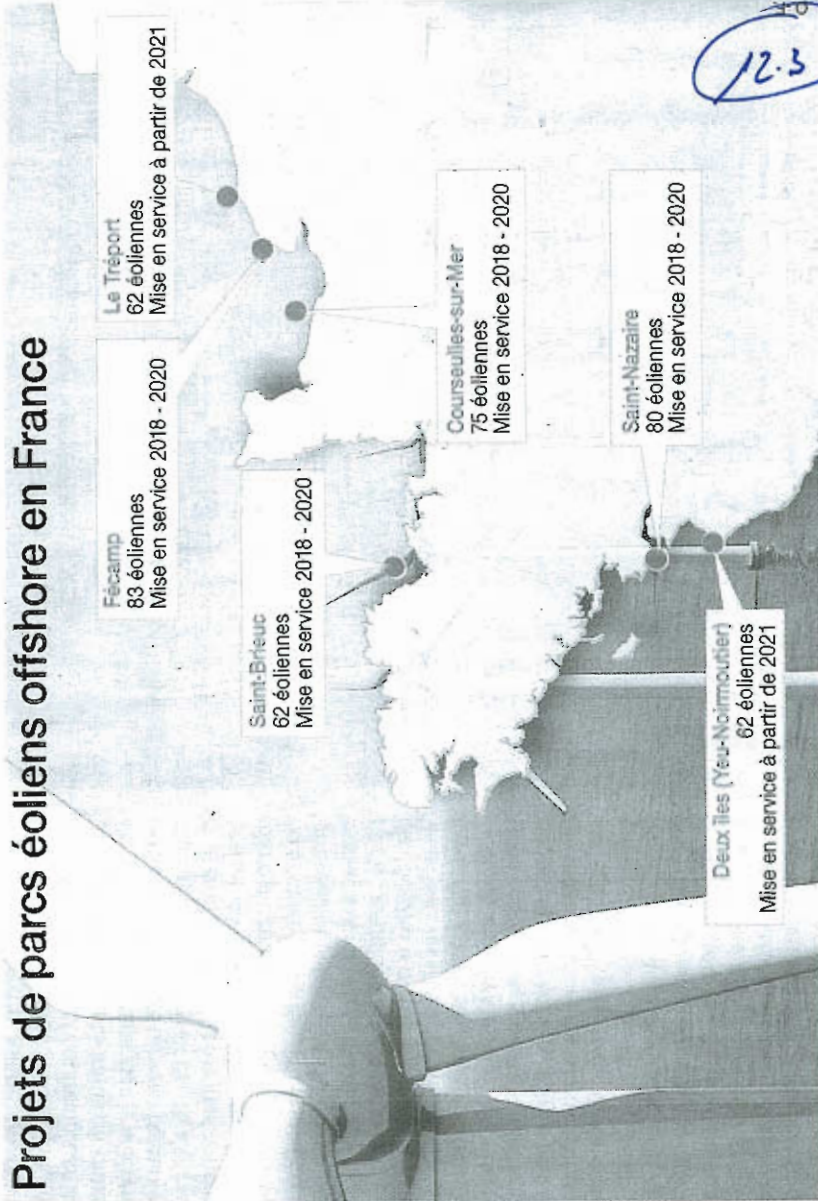 Projets de parcs éoliens offshore en France
Fécamp
83 éoliennes
Mise en service 2018 - 2020
Le Tréport
62 éoliennes
Mise en service à partir de 2021
Saint-Brieuc
62 éoliennes
Mise en service 2018 - 2020
Courseulles-sur-Mer
75 éoliennes
Mise en service 2018 - 2020
Saint-Nazaire
80 éoliennes
Mise en service 2018 - 2020
Deux îles (Yeu-Noirmoutier)
62 éoliennes
Mise en service à partir de 2021
12.3